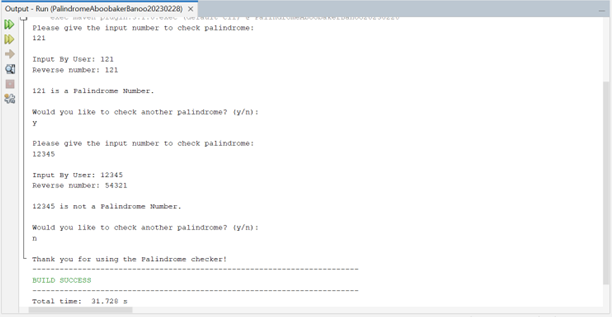 Output - Run (PalindromeAboobakerBanoo20230228) ×
Please give the input number to check palindrome:
121
Input By User: 121
Reverse number: 121
121 is a Palindrome Number.
Would you like to check another palindrome? (y/n):
y
Please give the input number to check palindrome:
12345
Input By User: 12345
Reverse number: 54321
12345 is not a Palindrome Number.
Would you like to check another palindrome? (y/n):
n
Thank you for using the Palindrome checker!
------------------------------------------------------------------------
BUILD SUCCESS
------------------------------------------------------------------------
Total time:  31.728 s